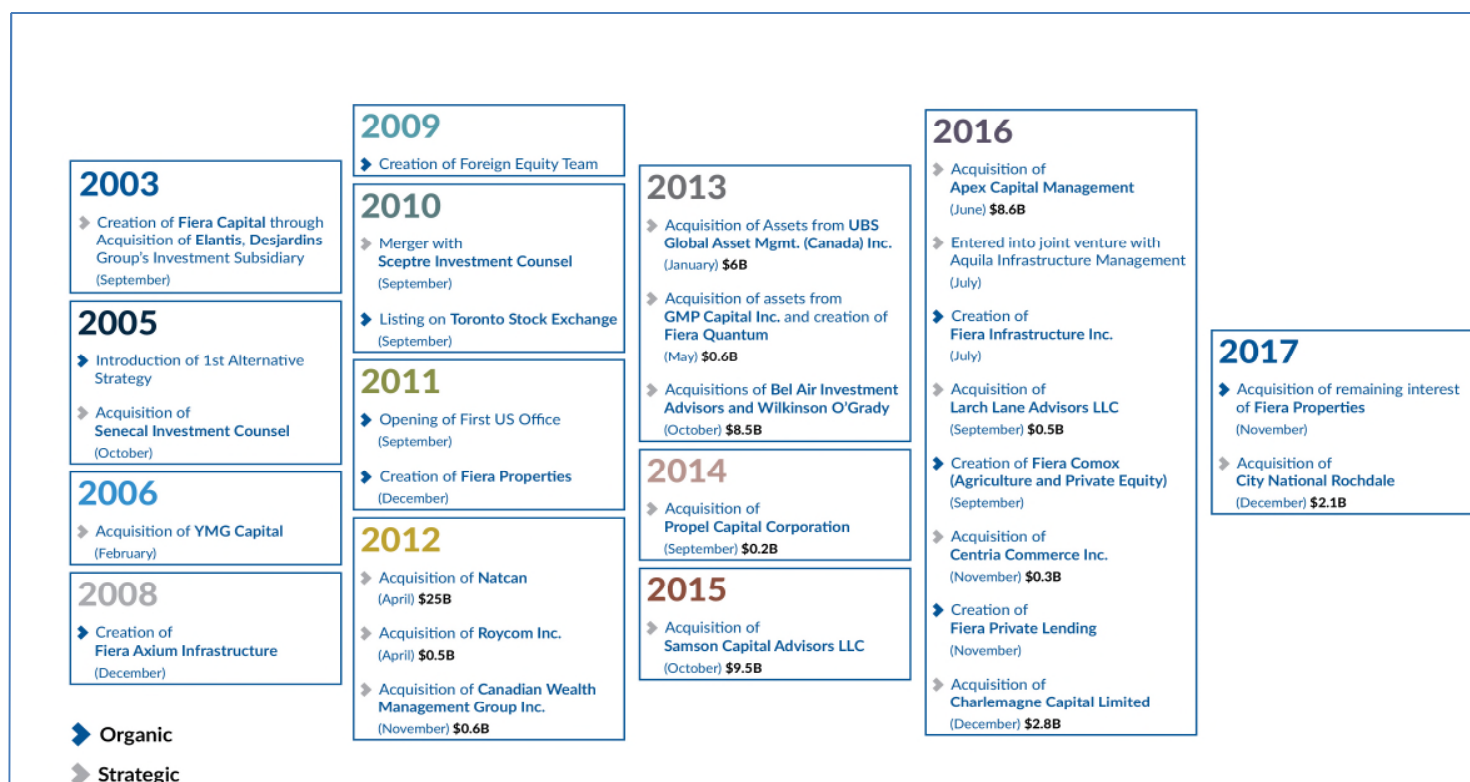 2003
Creation of Fiera Capital through
Acquisition of Elantis, Desjardins
Group's Investment Subsidiary
(September)
2005
Introduction of 1st Alternative
Strategy
Acquisition of
Senecal Investment Counsel
(October)
2006
Acquisition of YMG Capital
(February)
2008
Creation of
Fiera Axium Infrastructure
(December)
2009
Creation of Foreign Equity Team
2010
Merger with
Sceptre Investment Counsel
(September)
Listing on Toronto Stock Exchange
(September)
2011
Opening of First US Office
(September)
Creation of Fiera Properties
(December)
2012
Acquisition of Natcan
(April) $25B
Acquisition of Roycom Inc.
(April) $0.5B
Acquisition of Canadian Wealth
Management Group Inc.
(November) $0.6B
2013
Acquisition of Assets from UBS
Global Asset Mgmt. (Canada) Inc.
(January) $6B
Acquisition of assets from
GMP Capital Inc. and creation of
Fiera Quantum
(May) $0.6B
Acquisitions of Bel Air Investment
Advisors and Wilkinson O'Grady
(October) $8.5B
2014
Acquisition of
Propel Capital Corporation
(September) $0.2B
2015
Acquisition of
Samson Capital Advisors LLC
(October) $9.5B
2016
Acquisition of
Apex Capital Management
(June) $8.6B
Entered into joint venture with
Aquila Infrastructure Management
(July)
Creation of
Fiera Infrastructure Inc.
(July)
Acquisition of
Larch Lane Advisors LLC
(September) $0.5B
Creation of Fiera Comox
(Agriculture and Private Equity)
(September)
Acquisition of
Centria Commerce Inc.
(November) $0.3B
Creation of
Fiera Private Lending
(November)
Acquisition of
Charlemagne Capital Limited
(December) $2.8B
2017
Acquisition of remaining interest
of Fiera Properties
(November)
Acquisition of
City National Rochdale
(December) $2.1B
Organic
Strategic